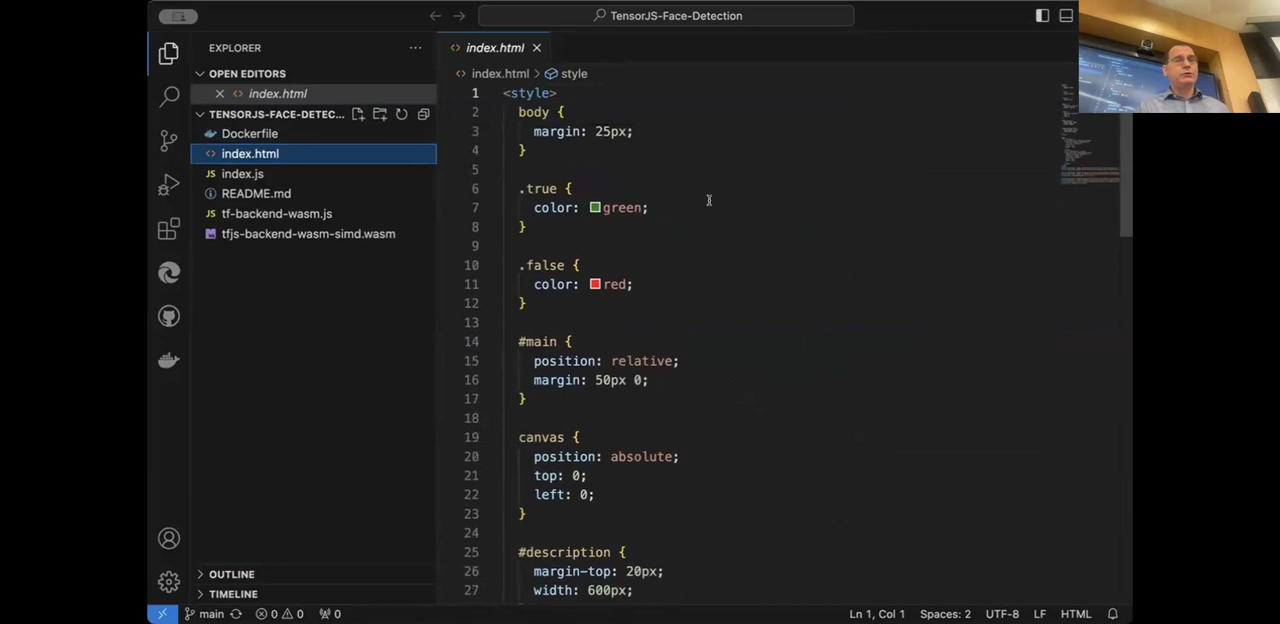 TensorJS-Face-Detection
EXPLORER
OPEN EDITORS
index.html
TENSORJS-FACE-DETEC...
Dockerfile
index.html
JS index.js
README.md
JS tf-backend-wasm.js
tfjs-backend-wasm-simd.wasm
OUTLINE
TIMELINE
index.html
index.html > style
1 <style>
2 body {
3 margin: 25px;
4 }
5
6 .true {
7 color: green;
8 }
9
10 .false {
11 color: red;
12 }
13
14 #main {
15 position: relative;
16 margin: 50px 0;
17 }
18
19 canvas {
20 position: absolute;
21 top: 0;
22 left: 0;
23 }
24
25 #description {
26 margin-top: 20px;
27 width: 600px;
main 0 0 0 Ln 1, Col 1 Spaces: 2 UTF-8 LF HTML